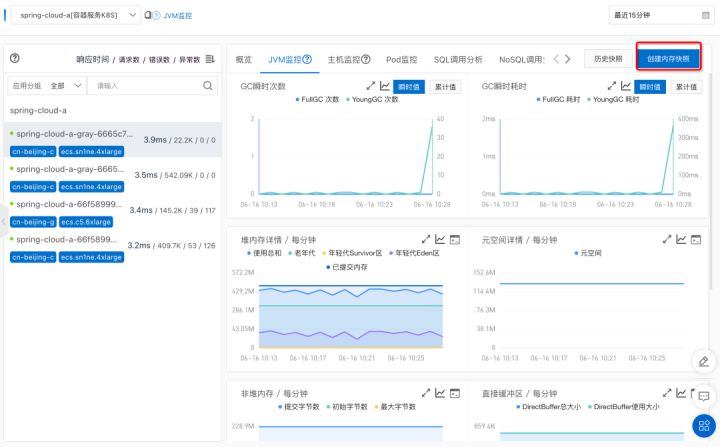 spring-cloud-a[容器服务K8S]
JVM监控
最近15分钟
响应时间 / 请求数 / 错误数 / 异常数
应用分组 全部 请输入
spring-cloud-a
spring-cloud-a-gray-6665c7...
3.9ms / 22.2K / 0 / 0
cn-beijing-c ecs.sn1ne.4xlarge
spring-cloud-a-gray-6665...
3.5ms / 542.09K / 0 / 0
cn-beijing-c ecs.sn1ne.4xlarge
spring-cloud-a-66f58999...
3.4ms / 145.2K / 39 / 117
cn-beijing-g ecs.c5.6xlarge
spring-cloud-a-66f5899...
3.2ms / 409.7K / 53 / 126
cn-beijing-c ecs.sn1ne.4xlarge
概览 JVM监控 主机监控 Pod监控 SQL调用分析 NoSQL调用:
历史快照 创建内存快照
GC瞬时次数 瞬时值 累计值
FullGC 次数 YoungGC 次数
2 40
30
1 20
10
0 0
06-16 10:13 06-16 10:18 06-16 10:23 06-16 10:28
GC瞬时耗时 瞬时值 累计值
FullGC 耗时 YoungGC 耗时
2ms 400ms
300ms
1ms 200ms
100ms
0ms 0ms
06-16 10:13 06-16 10:18 06-16 10:23 06-16 10:28
堆内存详情 / 每分钟
使用总和 老年代 年轻代Survivor区 年轻代Eden区
已提交内存
572.2M
429.2M
286.1M
143.05M
0
06-16 10:13 06-16 10:17 06-16 10:21 06-16 10:25
元空间详情 / 每分钟
元空间
152.6M
114.4M
76.3M
38.1M
0
06-16 10:13 06-16 10:17 06-16 10:21 06-16 10:25
非堆内存 / 每分钟
提交字节数 初始字节数 最大字节数
228.9M
直接缓冲区 / 每分钟
DirectBuffer总大小 DirectBuffer使用大小
859.4K